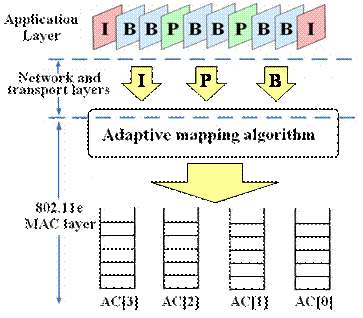 Application
Layer
I B B P B B P B B I
Network and
transport layers
I P B
Adaptive mapping algorithm
802.11e
MAC layer
AC[3] AC[2] AC[1] AC[0]